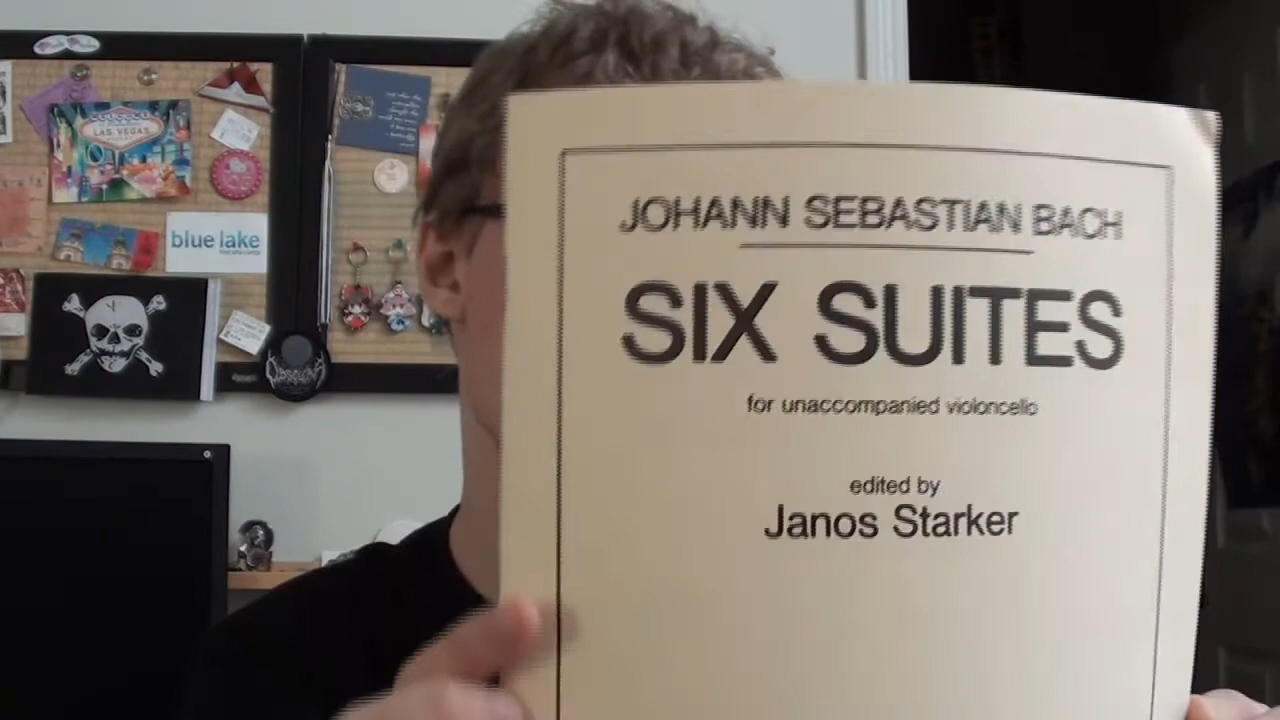 LAS VEGAS
blue lake
JOHANN SEBASTIAN BACH
SIX SUITES
for unaccompanied violoncello
edited by
Janos Starker